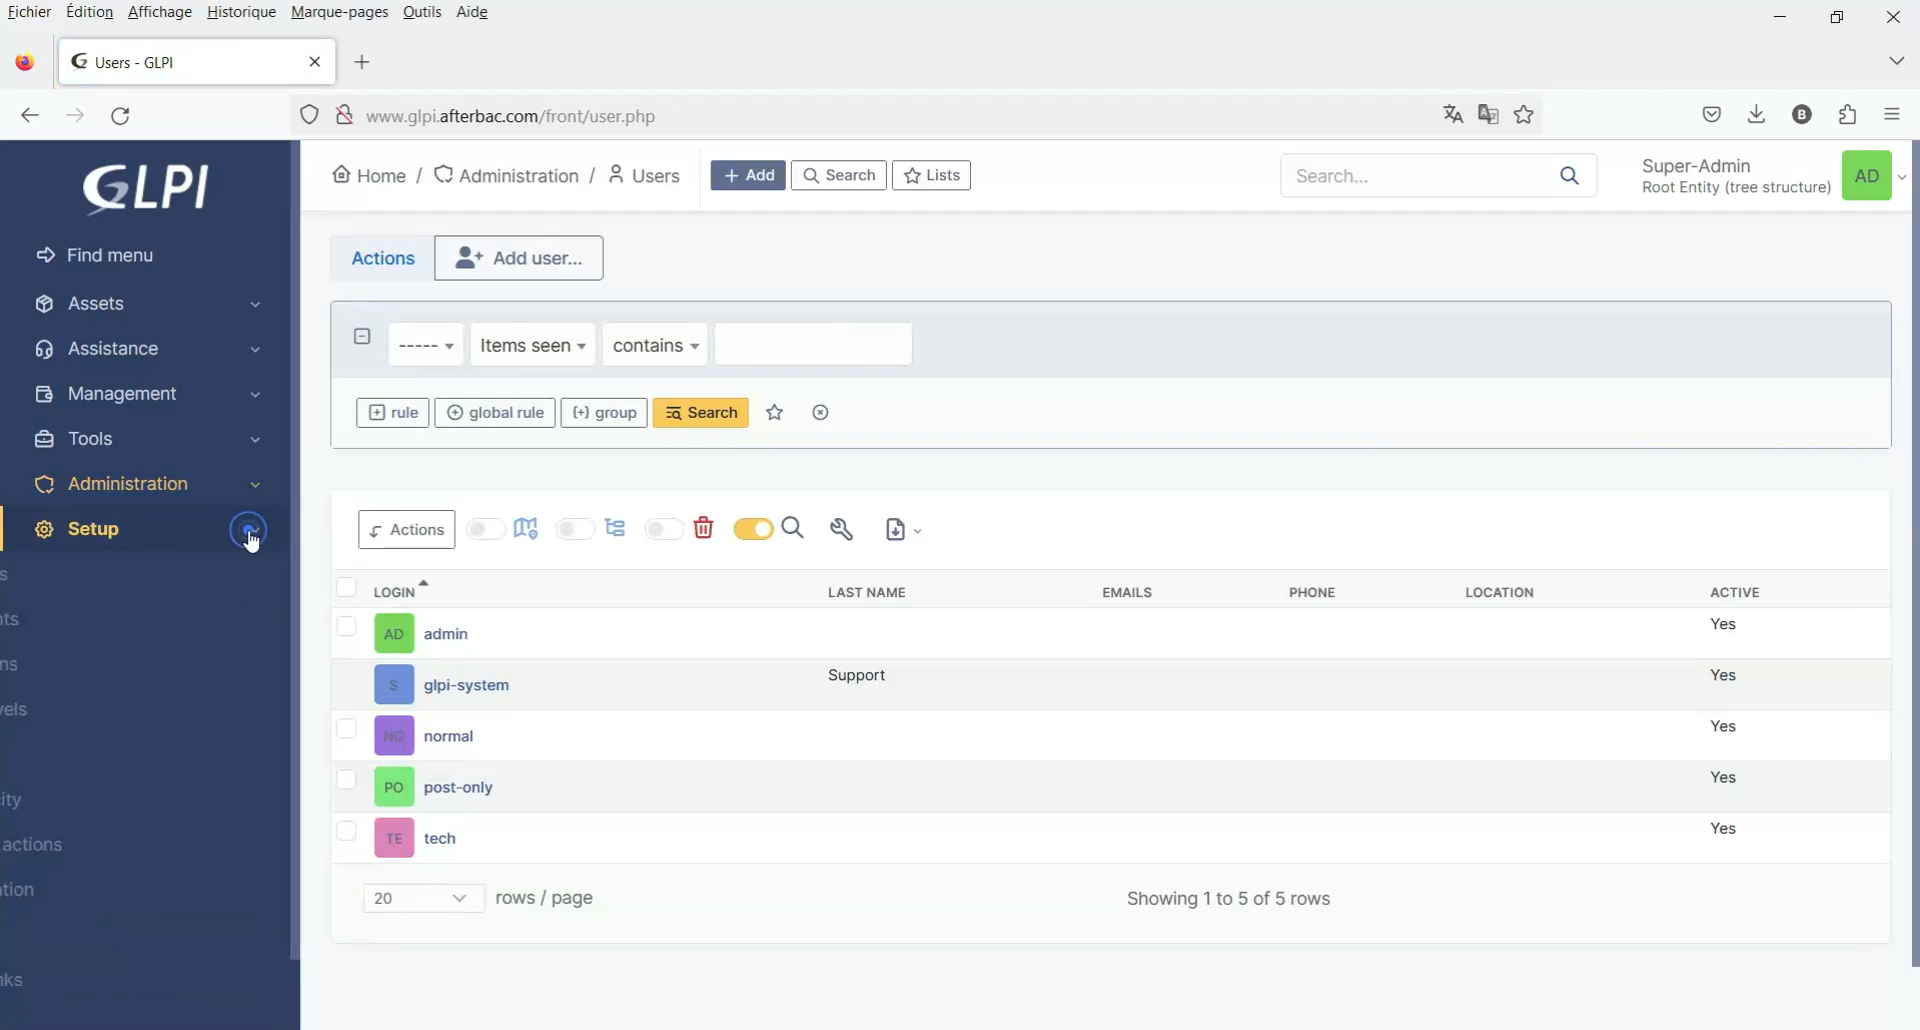 Fichier Édition Affichage Historique Marque-pages Outils Aide
Users - GLPI
www.glpi.afterbac.com/front/user.php
B
GLPI
Home / Administration / Users
Add
Search
Lists
Search...
Super-Admin
Root Entity (tree structure)
AD
Find menu
Assets
Assistance
Management
Tools
Administration
Setup
s
nts
ns
vels
ity
actions
ation
nks
Actions
Add user...
-----
Items seen
contains
rule
global rule
{+} group
Search
Actions
LOGIN LAST NAME EMAILS PHONE LOCATION ACTIVE
AD admin Yes
S glpi-system Support Yes
NO normal Yes
PO post-only Yes
TE tech Yes
20 rows / page
Showing 1 to 5 of 5 rows